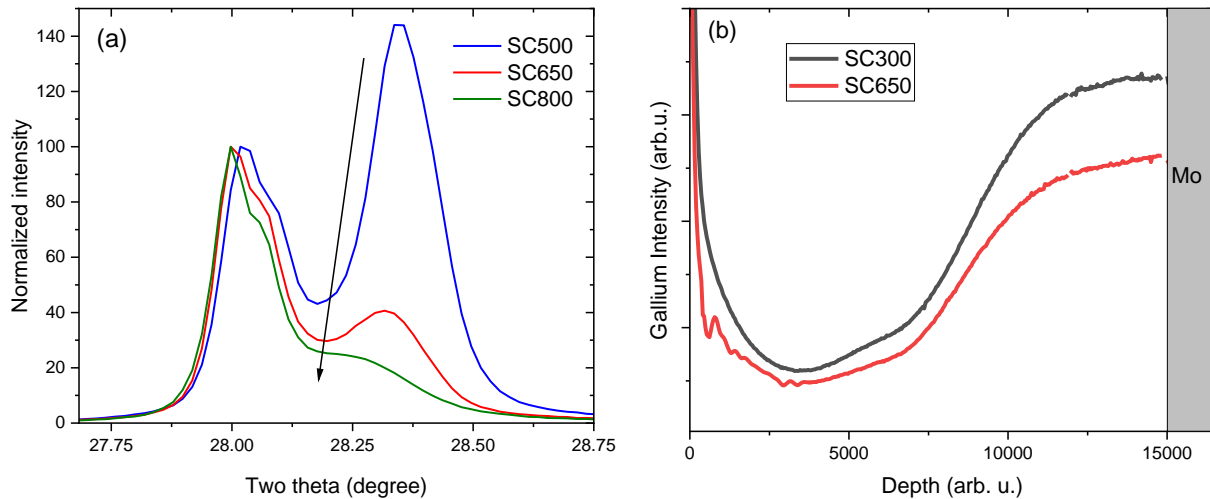 (a)
SC500
SC650
SC800
Normalized intensity
140
120
100
80
60
40
20
0
27.75 28.00 28.25 28.50 28.75
Two theta (degree)
(b)
SC300
SC650
Gallium Intensity (arb.u.)
Mo
0 5000 10000 15000
Depth (arb. u.)